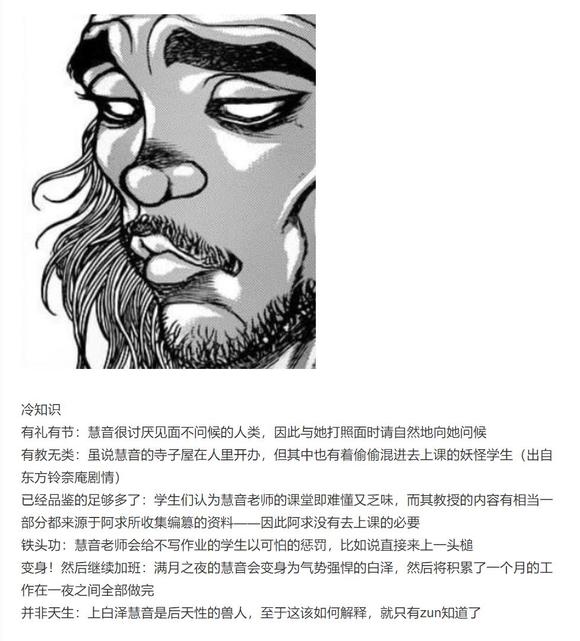 冷知识
有礼有节：慧音很讨厌见面不问候的人类，因此与她打照面时请自然地向她问候
有教无类：虽说慧音的寺子屋在人里开办，但其中也有着偷偷混进去上课的妖怪学生（出自
东方铃奈庵剧情）
已经品鉴的足够多了：学生们认为慧音老师的课堂即难懂又乏味，而其教授的内容有相当一
部分都来源于阿求所收集编篡的资料——因此阿求没有去上课的必要
铁头功：慧音老师会给不写作业的学生以可怕的惩罚，比如说直接来上一头槌
变身！然后继续加班：满月之夜的慧音会变身为气势强悍的白泽，然后将积累了一个月的工
作在一夜之间全部做完
并非天生：上白泽慧音是后天性的兽人，至于这该如何解释，就只有zun知道了